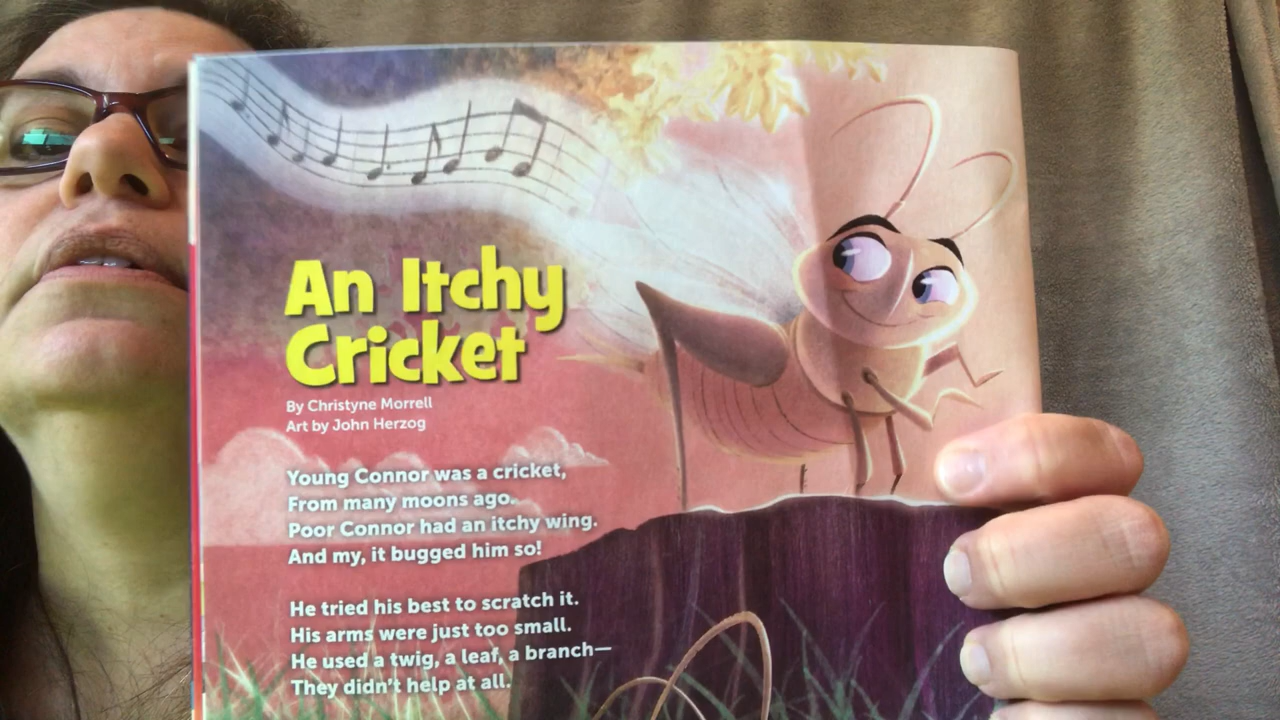 An Itchy
Cricket
By Christyne Morrell
Art by John Herzog
Young Connor was a cricket,
From many moons ago.
Poor Connor had an itchy wing.
And my, it bugged him so!
He tried his best to scratch it.
His arms were just too small.
He used a twig, a leaf, a branch—
They didn't help at all.